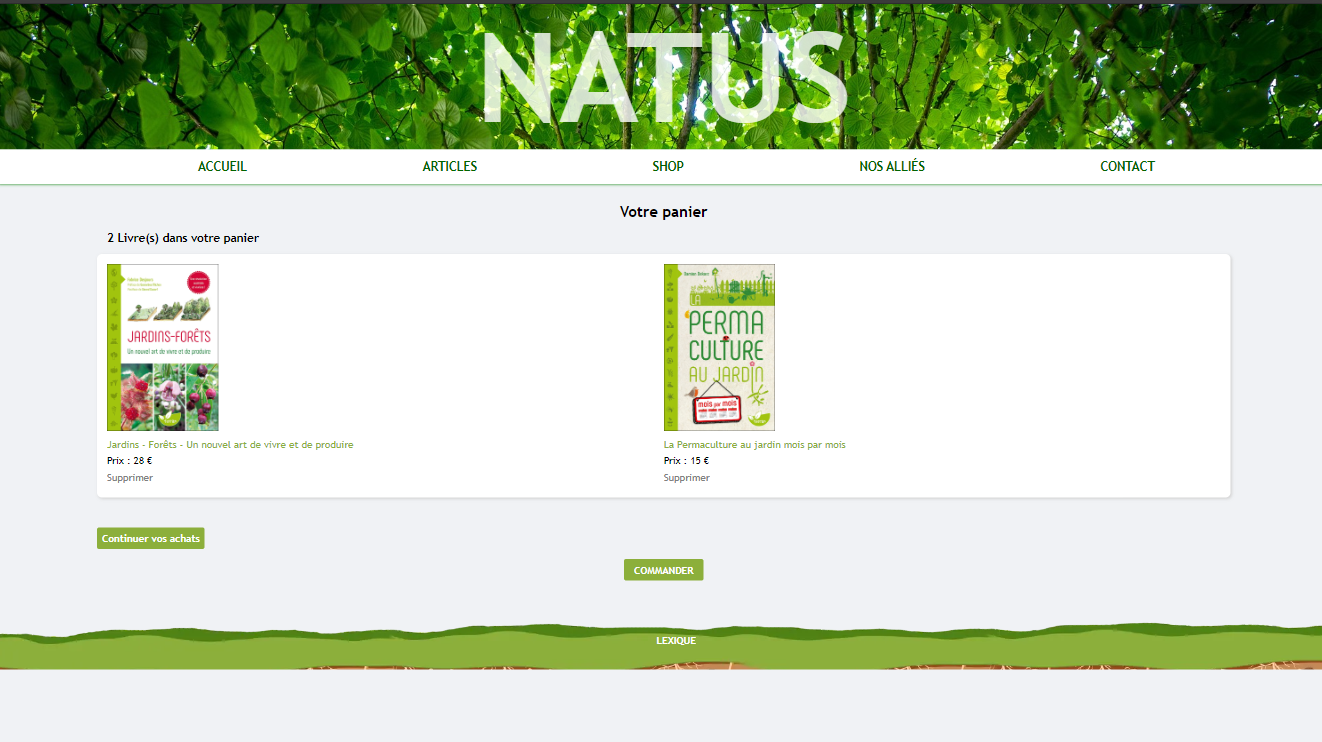 NATUS
ACCUEIL ARTICLES SHOP NOS ALLIÉS CONTACT
Votre panier
2 Livre(s) dans votre panier
JARDINS-FORÊTS
Un nouvel art de vivre et de produire
LA
PERMA
CULTURE
AU JARDIN
mois par mois
Jardins - Forêts - Un nouvel art de vivre et de produire
Prix : 28 €
Supprimer
La Permaculture au jardin mois par mois
Prix : 15 €
Supprimer
Continuer vos achats
COMMANDER
LEXIQUE